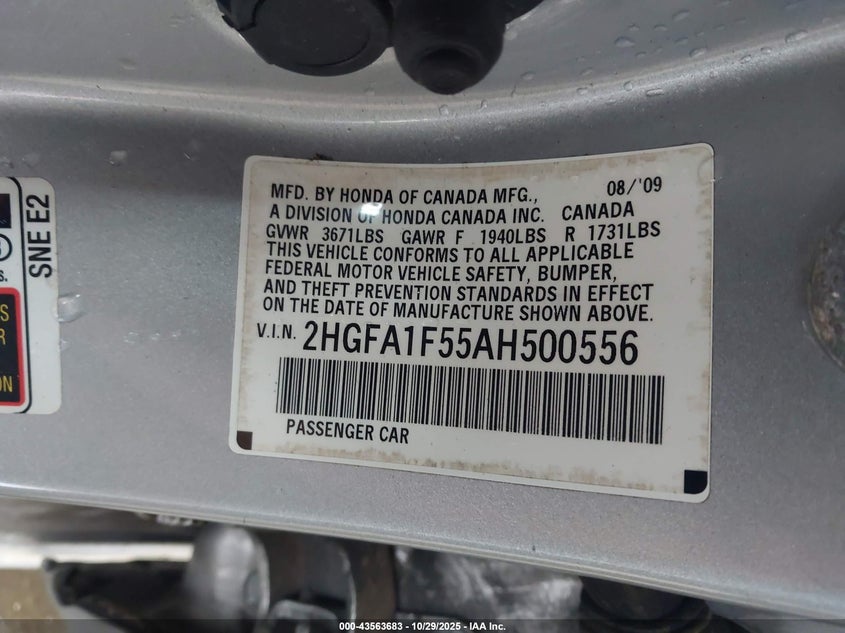 MFD. BY HONDA OF CANADA MFG., 08/'09
A DIVISION OF HONDA CANADA INC. CANADA
GVWR 3671LBS GAWR F 1940LBS R 1731LBS
THIS VEHICLE CONFORMS TO ALL APPLICABLE
FEDERAL MOTOR VEHICLE SAFETY, BUMPER,
AND THEFT PREVENTION STANDARDS IN EFFECT
ON THE DATE OF MANUFACTURE SHOWN ABOVE.
V.I.N. 2HGFA1F55AH500556
PASSENGER CAR
SNE E2
000-43563683 - 10/29/2025 - IAA Inc.